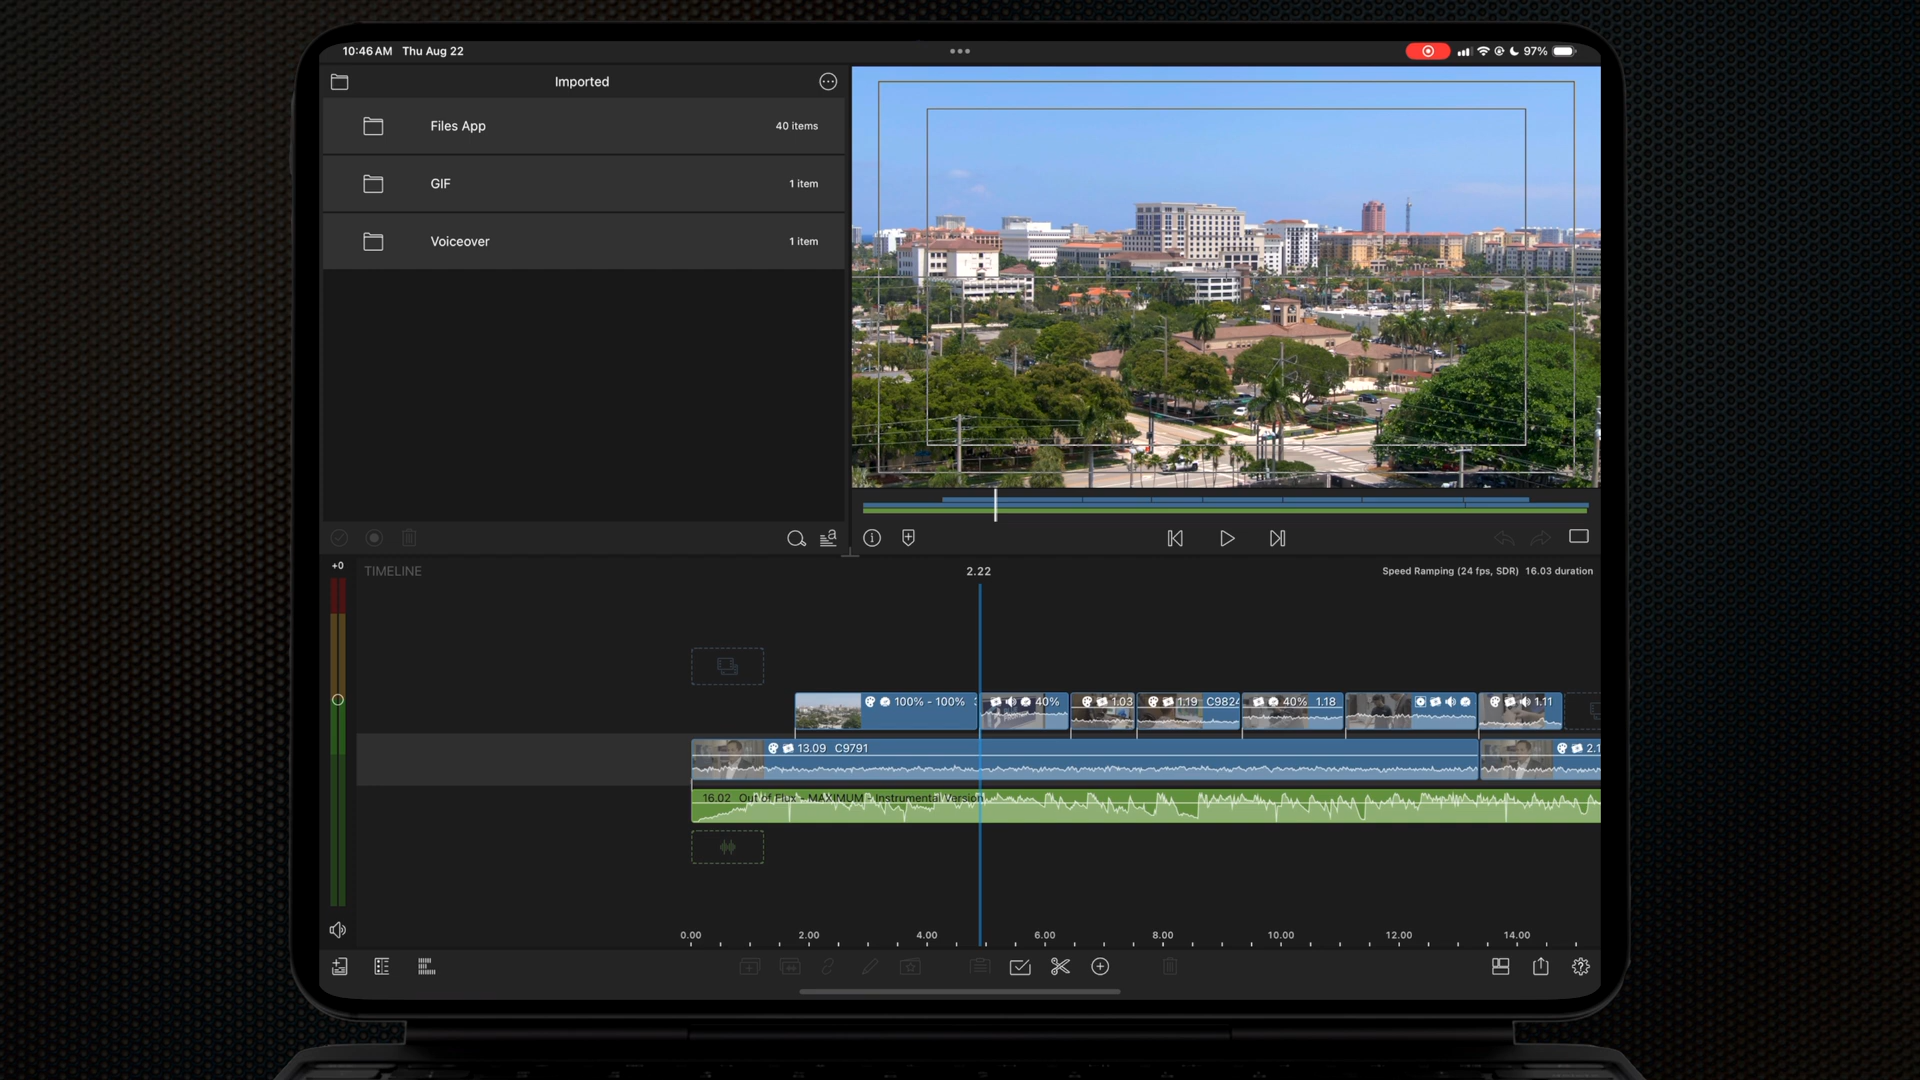 10:46 AM Thu Aug 22
97%
Imported
Files App 40 items
GIF 1 item
Voiceover 1 item
+0
TIMELINE
2.22
Speed Ramping (24 fps, SDR) 16.03 duration
100% - 100%
40%
1.03
1.19 C9824
40% 1.18
1.11
13.09 C9791
2.1
16.02 Out of Flux - MAXIMUM - Instrumental Version
0.00 2.00 4.00 6.00 8.00 10.00 12.00 14.00